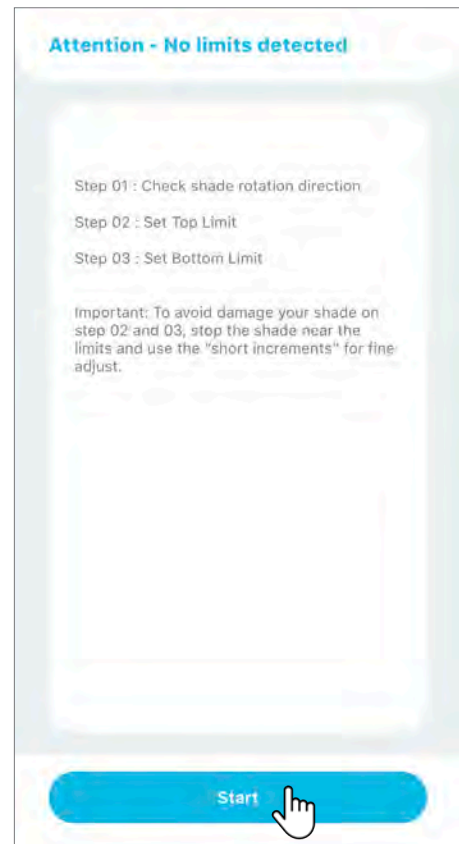 Attention - No limits detected
Step 01 : Check shade rotation direction
Step 02 : Set Top Limit
Step 03 : Set Bottom Limit
Important: To avoid damage your shade on
step 02 and 03, stop the shade near the
limits and use the "short increments" for fine
adjust.
Start